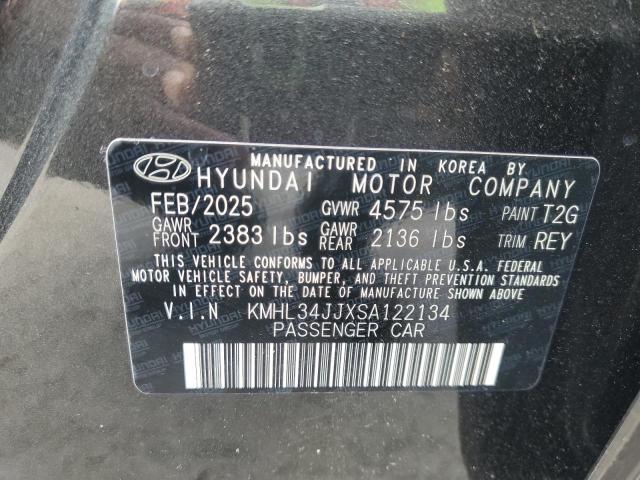 MANUFACTURED IN KOREA BY
HYUNDAI MOTOR COMPANY
FEB/2025 GVWR 4575 lbs PAINT T2G
GAWR FRONT 2383 lbs GAWR REAR 2136 lbs TRIM REY
THIS VEHICLE CONFORMS TO ALL APPLICABLE U.S.A. FEDERAL
MOTOR VEHICLE SAFETY, BUMPER, AND THEFT PREVENTION STANDARDS
IN EFFECT ON THE DATE OF MANUFACTURE SHOWN ABOVE
V.I.N KMHL34JJXSA122134
PASSENGER CAR